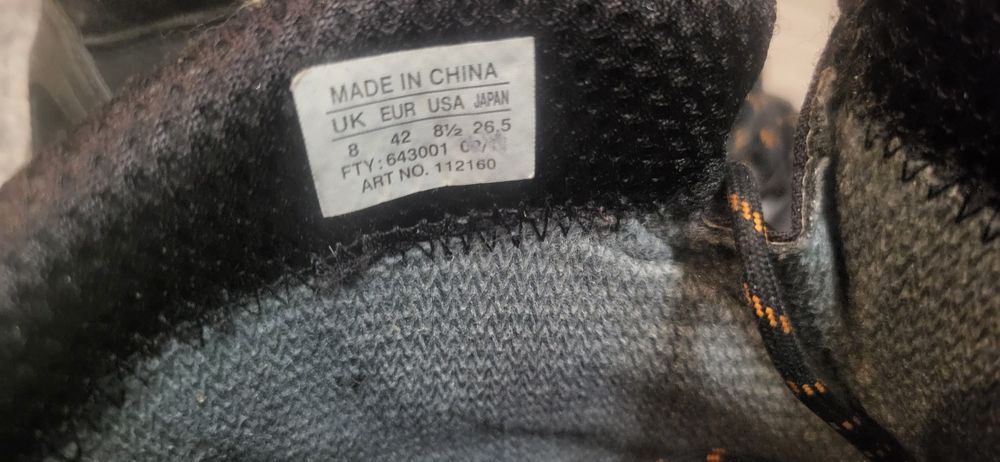 MADE IN CHINA
UK EUR USA JAPAN
8 42 8½ 26.5
FTY: 643001
ART NO. 112160